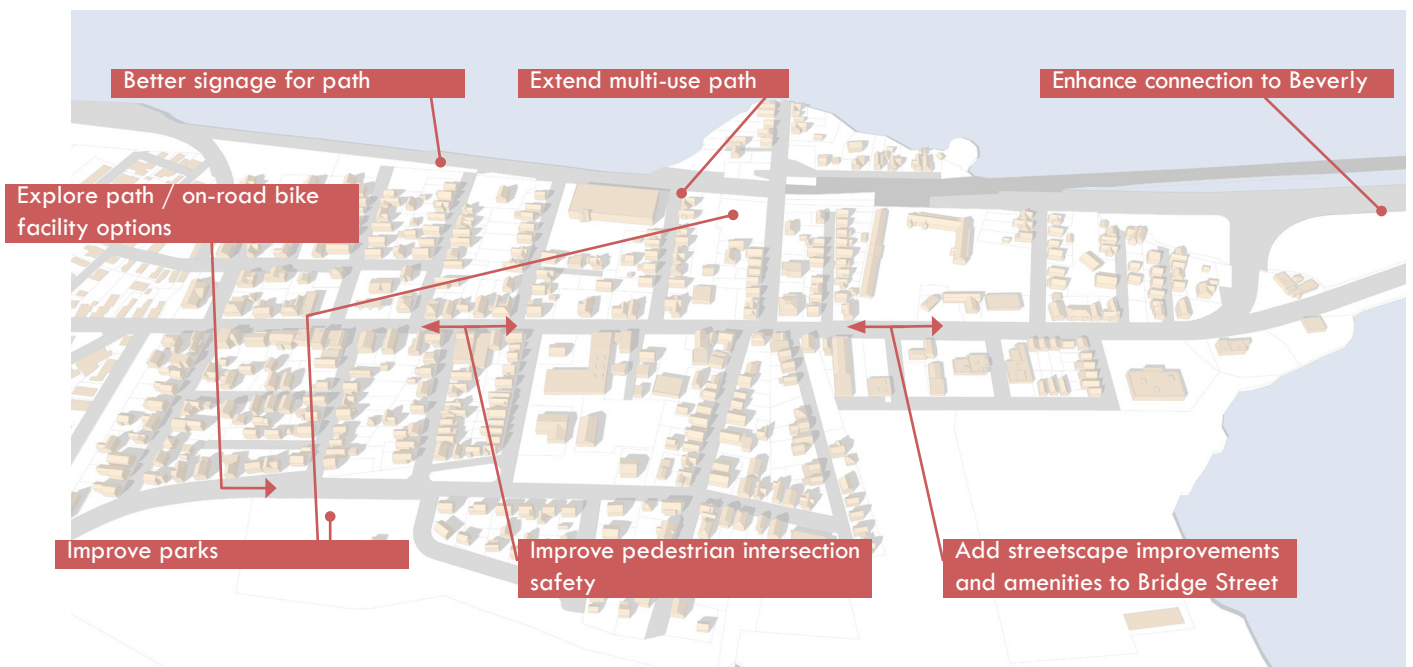 Better signage for path
Extend multi-use path
Enhance connection to Beverly
Explore path / on-road bike
facility options
Improve parks
Improve pedestrian intersection
safety
Add streetscape improvements
and amenities to Bridge Street